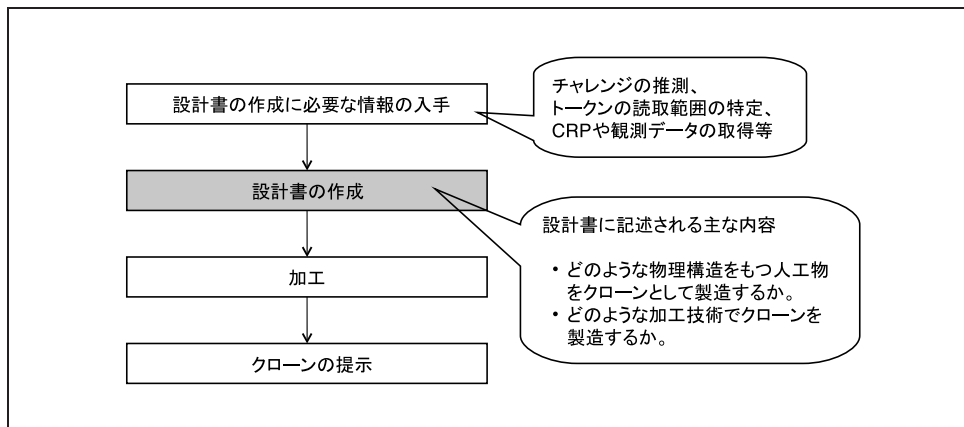 設計書の作成に必要な情報の入手
チャレンジの推測、
トークンの読取範囲の特定、
CRPや観測データの取得等
設計書の作成
設計書に記述される主な内容
・どのような物理構造をもつ人工物
をクローンとして製造するか。
・どのような加工技術でクローンを
製造するか。
加工
クローンの提示